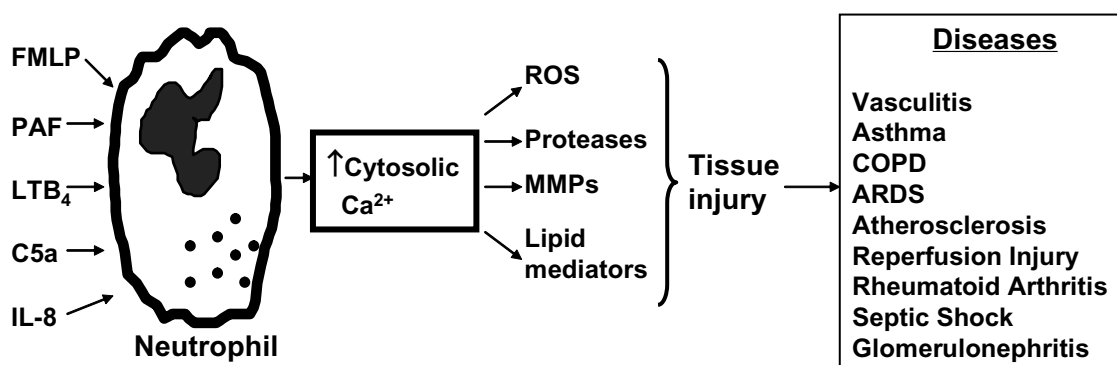 FMLP
PAF
LTB₄
C5a
IL-8
Neutrophil
↑Cytosolic
Ca²⁺
ROS
Proteases
MMPs
Lipid
mediators
Tissue
injury
Diseases
Vasculitis
Asthma
COPD
ARDS
Atherosclerosis
Reperfusion Injury
Rheumatoid Arthritis
Septic Shock
Glomerulonephritis